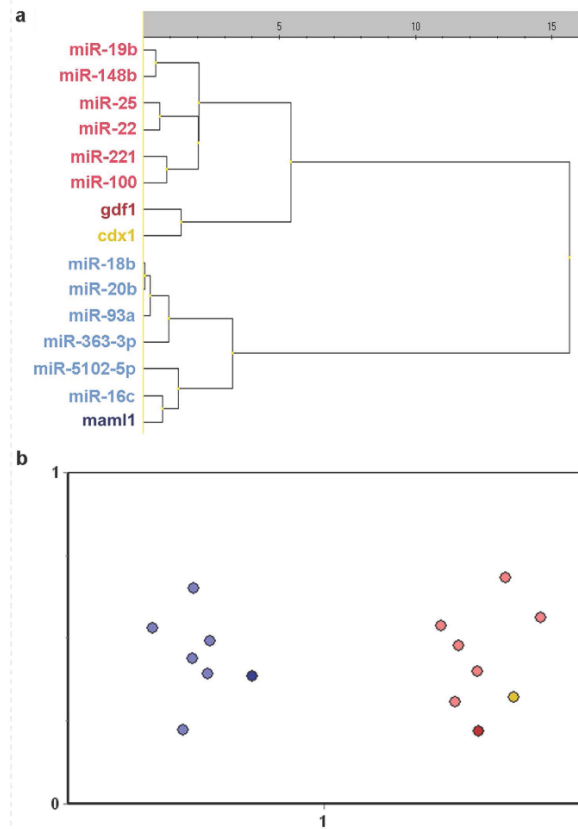 a
5 10 15
miR-19b
miR-148b
miR-25
miR-22
miR-221
miR-100
gdf1
cdx1
miR-18b
miR-20b
miR-93a
miR-363-3p
miR-5102-5p
miR-16c
maml1
b
1
0
1